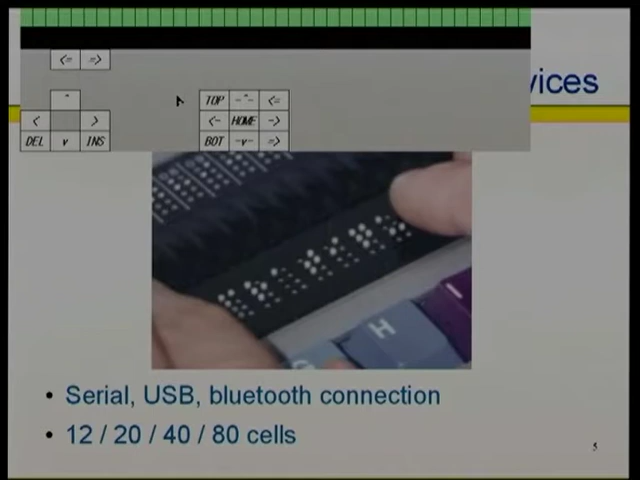 <= =>
vices
^ TOP -^- <=
< > <- HOME ->
DEL v INS BOT -v- =>
H
• Serial, USB, bluetooth connection
• 12 / 20 / 40 / 80 cells
5